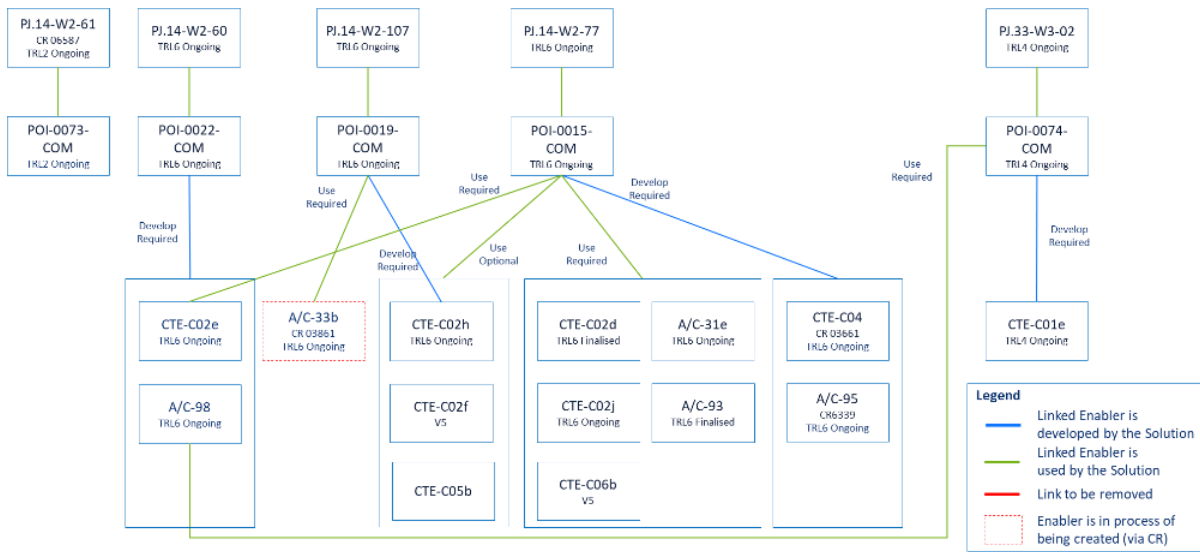 PJ.14-W2-61
CR 06587
TRL2 Ongoing
PJ.14-W2-60
TRL6 Ongoing
PJ.14-W2-107
TRL6 Ongoing
PJ.14-W2-77
TRL6 Ongoing
PJ.33-W3-02
TRL4 Ongoing
POI-0073-
COM
TRL2 Ongoing
POI-0022-
COM
TRL6 Ongoing
POI-0019-
COM
TRL6 Ongoing
POI-0015-
COM
TRL6 Ongoing
POI-0074-
COM
TRL4 Ongoing
Develop
Required
Use
Required
Develop
Required
Use
Required
Use
Optional
Use
Required
Develop
Required
Use
Required
Develop
Required
CTE-C02e
TRL6 Ongoing
A/C-98
TRL6 Ongoing
A/C-33b
CR 03861
TRL6 Ongoing
CTE-C02h
TRL6 Ongoing
CTE-C02f
V5
CTE-C05b
CTE-C02d
TRL6 Finalised
A/C-31e
TRL6 Ongoing
CTE-C02j
TRL6 Ongoing
A/C-93
TRL6 Finalised
CTE-C06b
V5
CTE-C04
CR 03661
TRL6 Ongoing
A/C-95
CR6339
TRL6 Ongoing
CTE-C01e
TRL4 Ongoing
Legend
Linked Enabler is
developed by the Solution
Linked Enabler is
used by the Solution
Link to be removed
Enabler is in process of
being created (via CR)